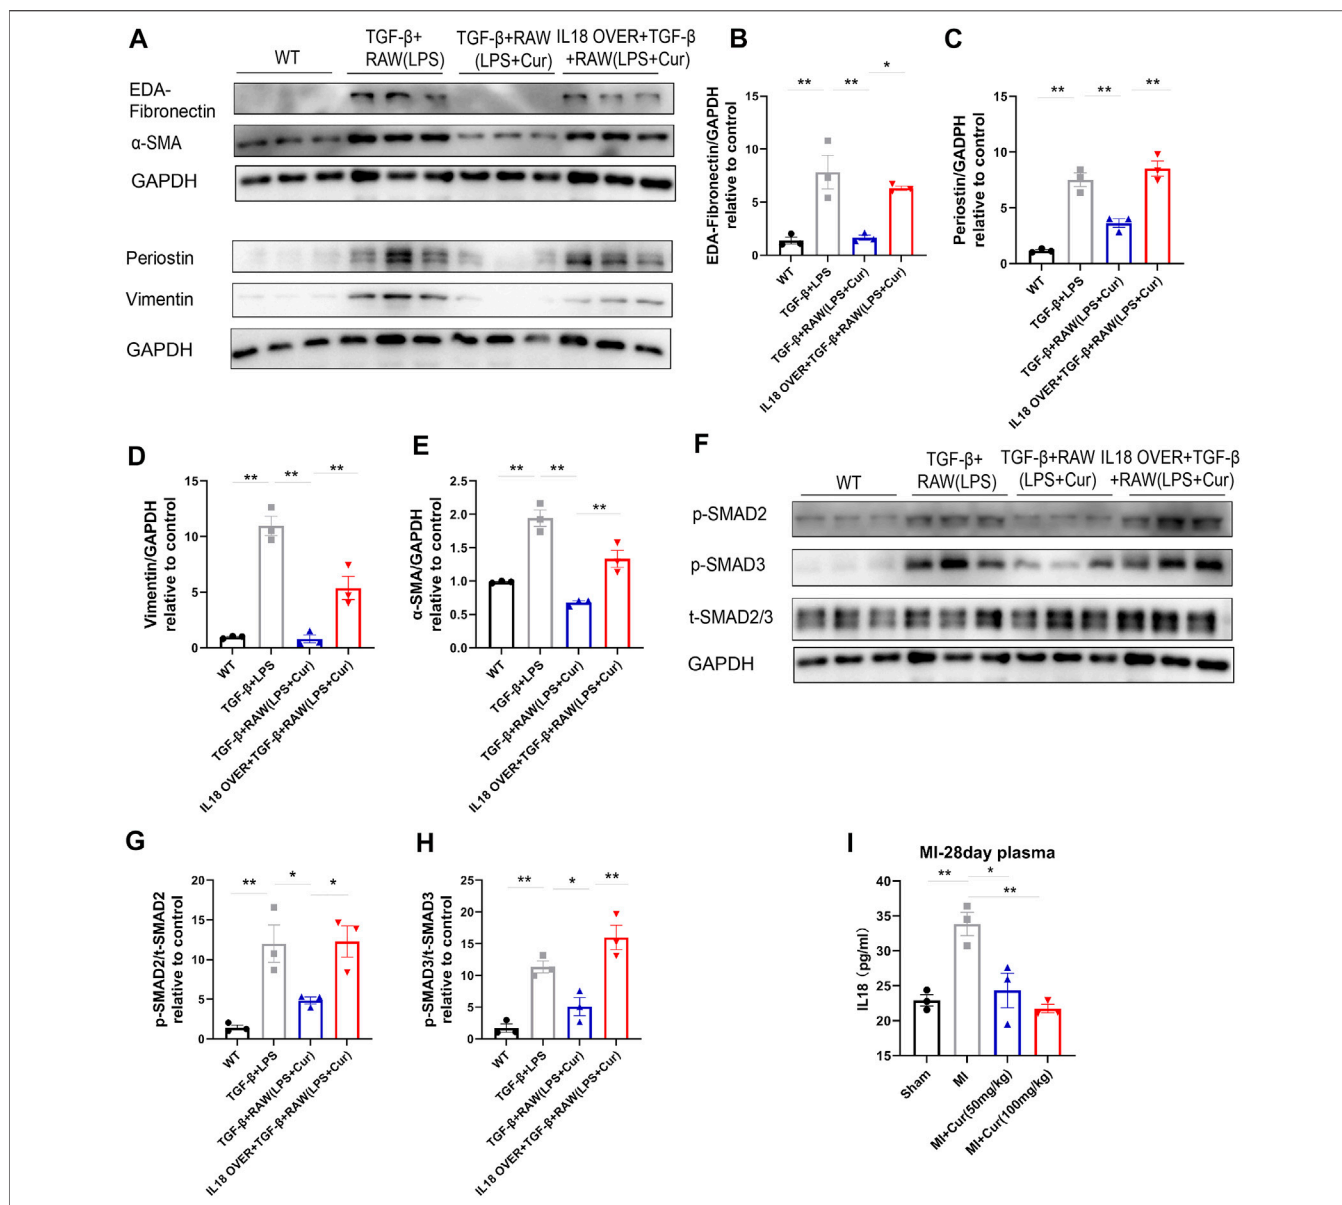 A
WT
TGF-β+
RAW(LPS)
TGF-β+RAW
(LPS+Cur)
IL18 OVER+TGF-β
+RAW(LPS+Cur)
EDA-
Fibronectin
α-SMA
GAPDH
Periostin
Vimentin
GAPDH
B
EDA-Fibronectin/GAPDH
relative to control
** ** *
15
10
5
0
WT
TGF-β+LPS
TGF-β+RAW(LPS+Cur)
IL18 OVER+TGF-β+RAW(LPS+Cur)
C
Periostin/GADPH
relative to control
** ** **
15
10
5
0
WT
TGF-β+LPS
TGF-β+RAW(LPS+Cur)
IL18 OVER+TGF-β+RAW(LPS+Cur)
D
Vimentin/GAPDH
relative to control
** ** **
15
10
5
0
WT
TGF-β+LPS
TGF-β+RAW(LPS+Cur)
IL18 OVER+TGF-β+RAW(LPS+Cur)
E
α-SMA/GAPDH
relative to control
** **
**
2.5
2.0
1.5
1.0
0.5
0.0
WT
TGF-β+LPS
TGF-β+RAW(LPS+Cur)
IL18 OVER+TGF-β+RAW(LPS+Cur)
F
WT
TGF-β+
RAW(LPS)
TGF-β+RAW
(LPS+Cur)
IL18 OVER+TGF-β
+RAW(LPS+Cur)
p-SMAD2
p-SMAD3
t-SMAD2/3
GAPDH
G
p-SMAD2/t-SMAD2
relative to control
** * *
20
15
10
5
0
WT
TGF-β+LPS
TGF-β+RAW(LPS+Cur)
IL18 OVER+TGF-β+RAW(LPS+Cur)
H
p-SMAD3/t-SMAD3
relative to control
** * **
25
20
15
10
5
0
WT
TGF-β+LPS
TGF-β+RAW(LPS+Cur)
IL18 OVER+TGF-β+RAW(LPS+Cur)
I
MI-28day plasma
IL18 (pg/ml)
** *
**
40
35
30
25
20
15
Sham
MI
MI+Cur(50mg/kg)
MI+Cur(100mg/kg)